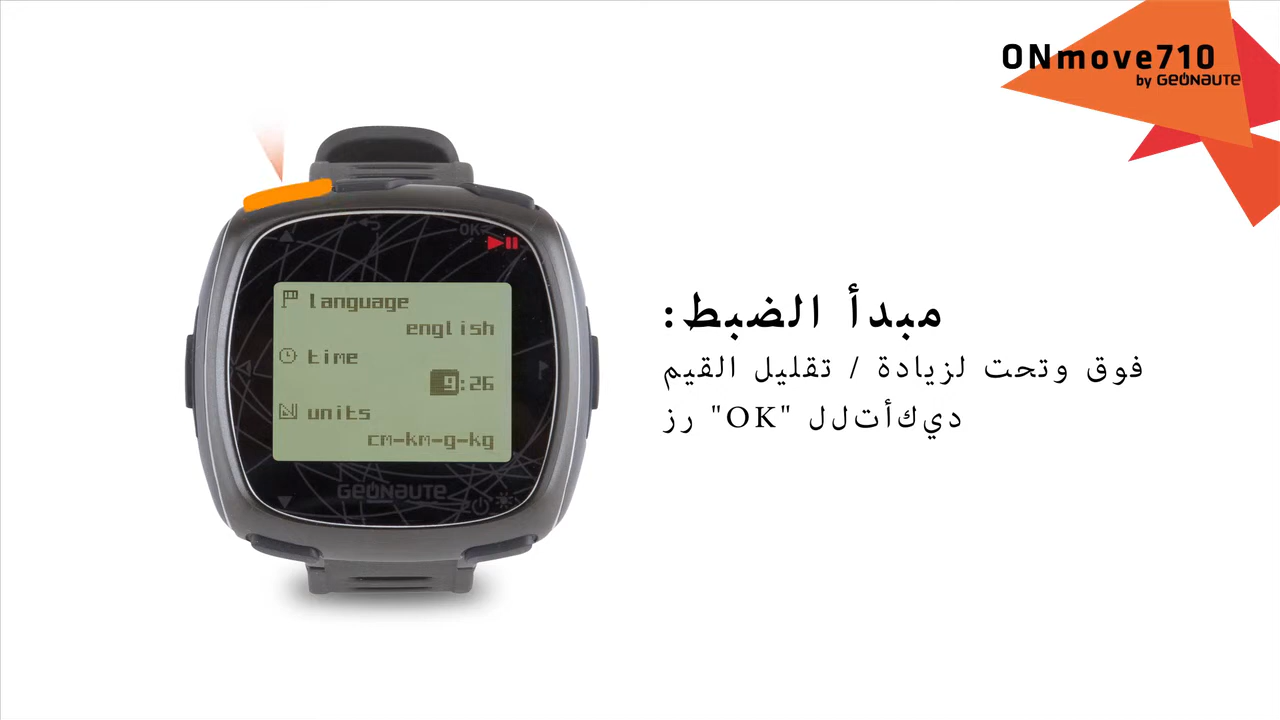 ONmove710
by GEONAUTE
OK
language
english
time
9:26
units
cm-km-g-kg
GEONAUTE
مبدأ الضبط:
فوق وتحت لزيادة / تقليل القيم
ديكأتلل "OK" رز